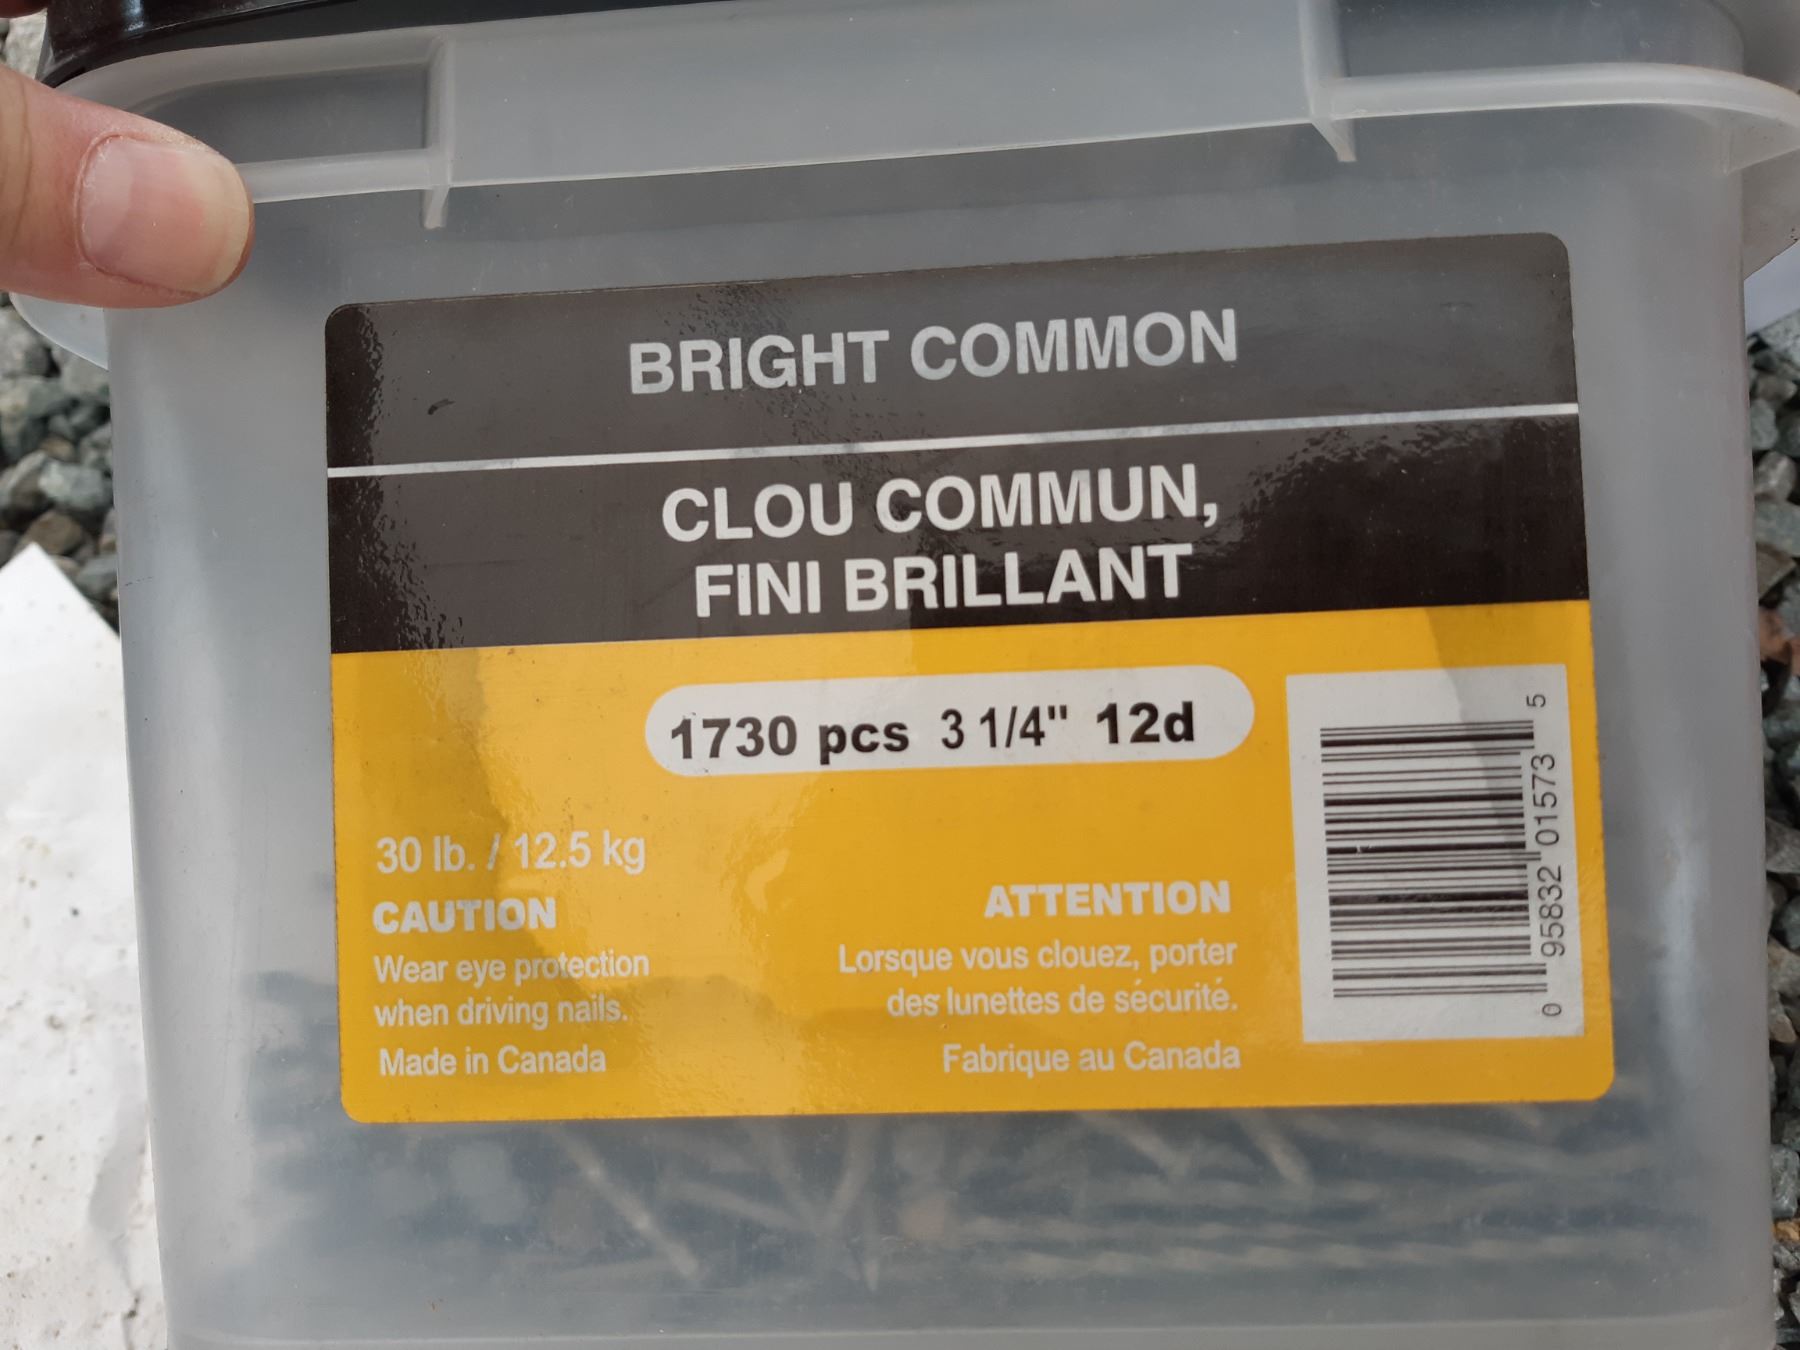 BRIGHT COMMON
CLOU COMMUN,
FINI BRILLANT
1730 pcs 3 1/4" 12d
30 lb. / 12.5 kg
CAUTION
Wear eye protection
when driving nails.
Made in Canada
ATTENTION
Lorsque vous clouez, porter
des lunettes de sécurité.
Fabrique au Canada
0 95832 01573 5